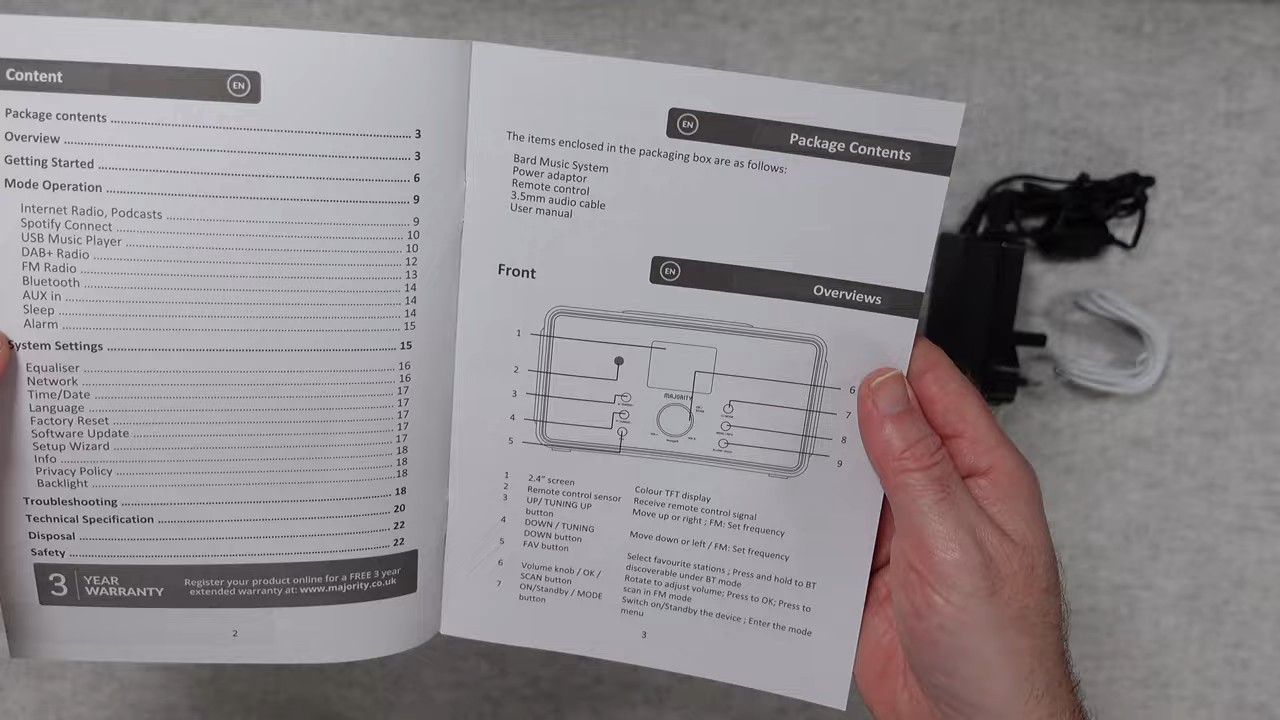 Content EN
Package contents ........ 3
Overview ........ 3
Getting Started ........ 6
Mode Operation ........ 9
Internet Radio, Podcasts ........ 9
Spotify Connect ........ 10
USB Music Player ........ 10
DAB+ Radio ........ 12
FM Radio ........ 13
Bluetooth ........ 14
AUX in ........ 14
Sleep ........ 14
Alarm ........ 15
System Settings ........ 15
Equaliser ........ 16
Network ........ 16
Time/Date ........ 17
Language ........ 17
Factory Reset ........ 17
Software Update ........ 17
Setup Wizard ........ 17
Info ........ 18
Privacy Policy ........ 18
Backlight ........ 18
Troubleshooting ........ 18
Technical Specification ........ 20
Disposal ........ 22
Safety ........ 22
3 YEAR WARRANTY
Register your product online for a FREE 3 year
extended warranty at: www.majority.co.uk
2
EN Package Contents
The items enclosed in the packaging box are as follows:
Bard Music System
Power adaptor
Remote control
3.5mm audio cable
User manual
EN Overviews
Front
1
2
3
4
5
6
7
8
9
MAJORITY
1 2.4" screen Colour TFT display
2 Remote control sensor Receive remote control signal
3 UP/ TUNING UP Move up or right ; FM: Set frequency
button
4 DOWN / TUNING Move down or left / FM: Set frequency
DOWN button
5 FAV button Select favourite stations ; Press and hold to BT
discoverable under BT mode
6 Volume knob / OK / Rotate to adjust volume; Press to OK; Press to
SCAN button scan in FM mode
7 ON/Standby / MODE Switch on/Standby the device ; Enter the mode
button menu
3